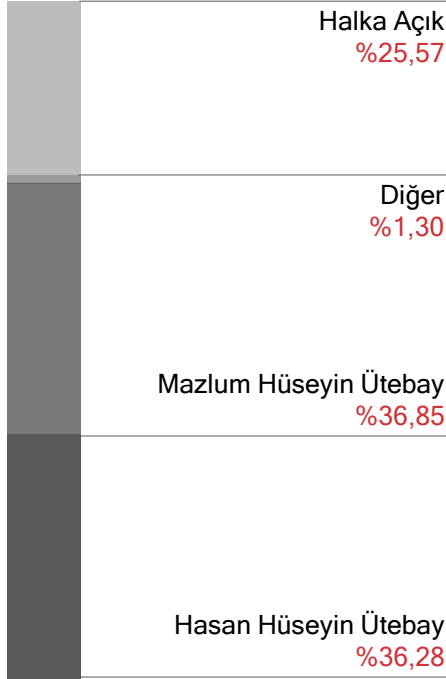 Halka Açık
%25,57
Diğer
%1,30
Mazlum Hüseyin Ütebay
%36,85
Hasan Hüseyin Ütebay
%36,28